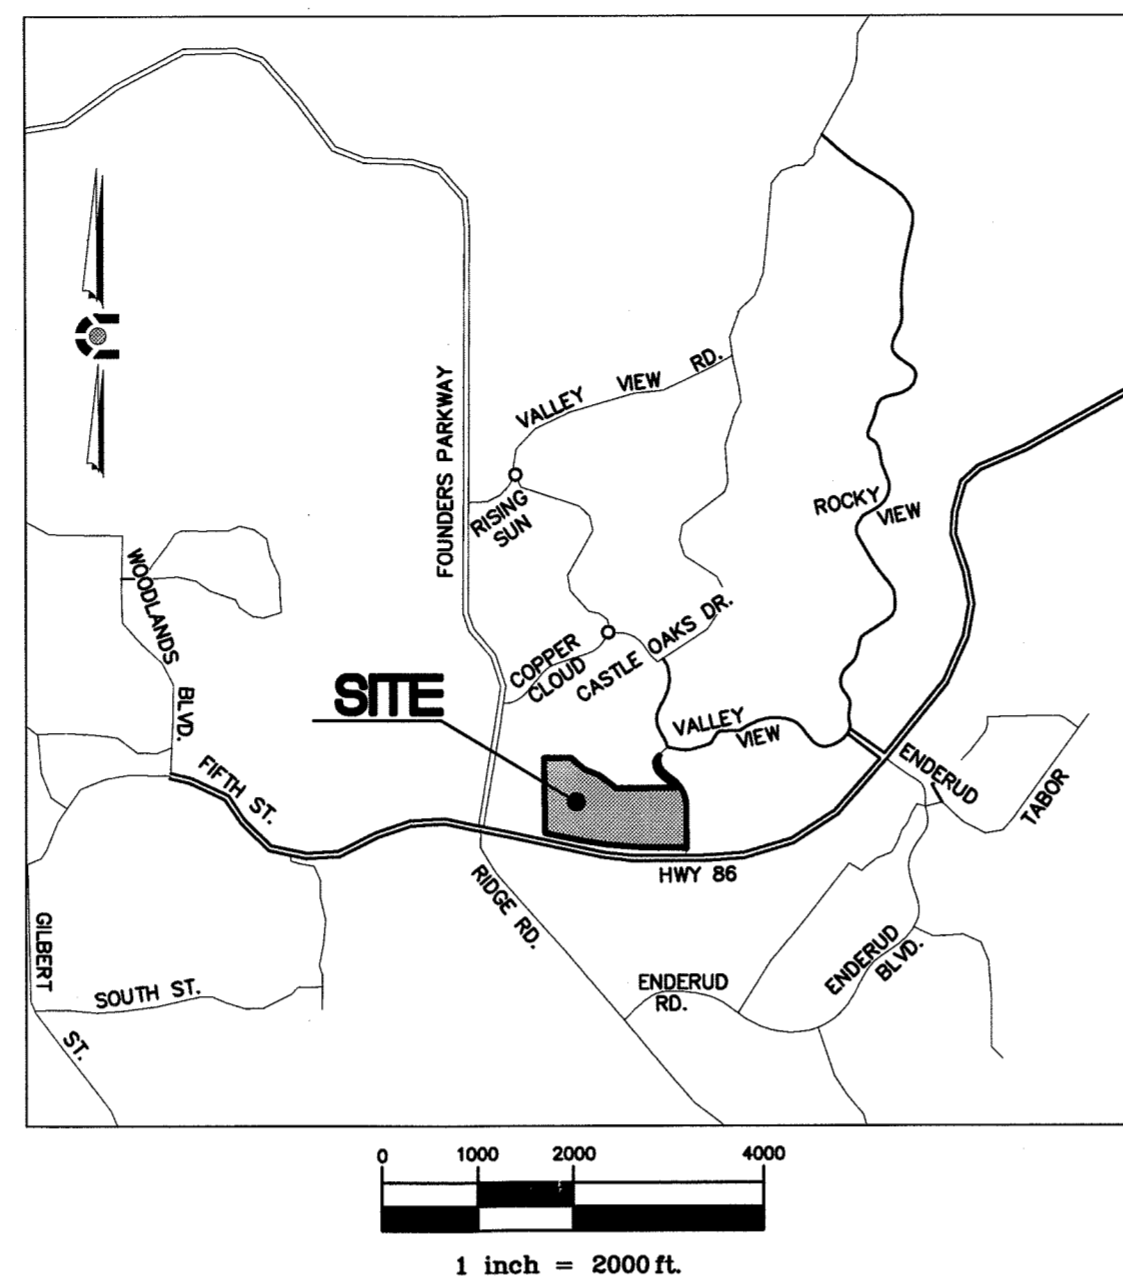 VALLEY VIEW RD.
FOUNDERS PARKWAY
RISING
SUN
ROCKY
VIEW
WOODLANDS
BLVD.
COPPER
CLOUD
CASTLE OAKS DR.
SITE
VALLEY
VIEW
FIFTH ST.
ENDERUD
TABOR
HWY 86
RIDGE RD.
GILBERT
ST.
SOUTH ST.
ENDERUD
RD.
ENDERUD
BLVD.
0 1000 2000 4000
1 inch = 2000 ft.